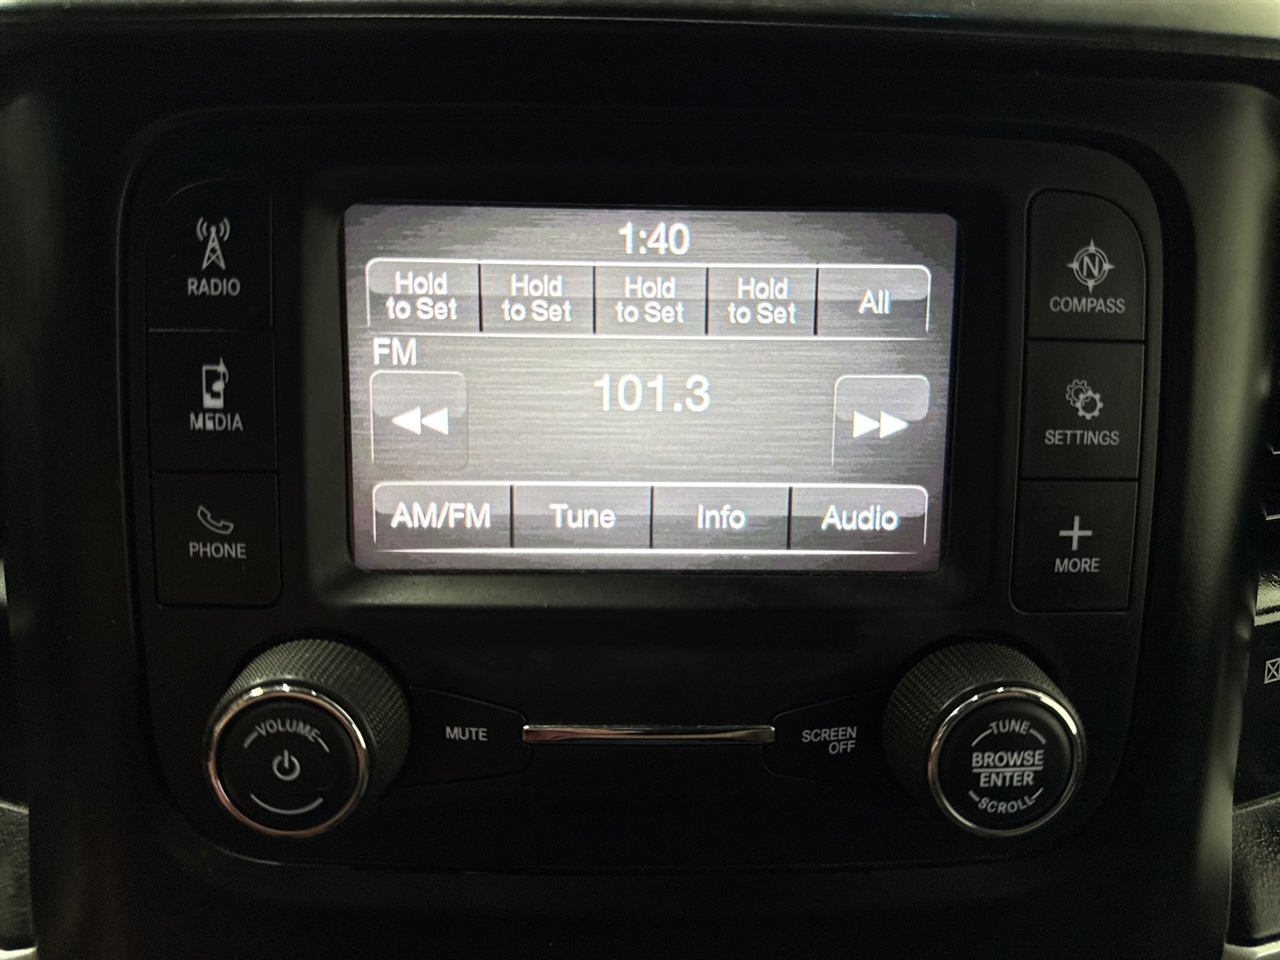 1:40
Hold
to Set
Hold
to Set
Hold
to Set
Hold
to Set
All
FM
101.3
AM/FM
Tune
Info
Audio
RADIO
MEDIA
PHONE
N
COMPASS
SETTINGS
MORE
VOLUME
MUTE
SCREEN
OFF
TUNE
BROWSE
ENTER
SCROLL